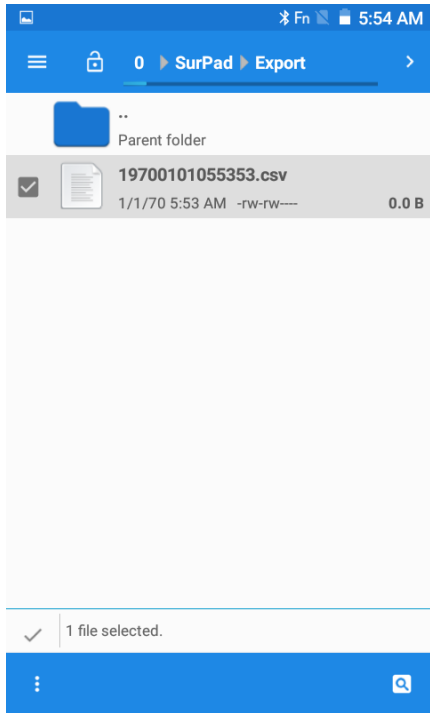 Fn 5:54 AM
0 SurPad Export
..
Parent folder
19700101055353.csv
1/1/70 5:53 AM -rw-rw---- 0.0 B
1 file selected.